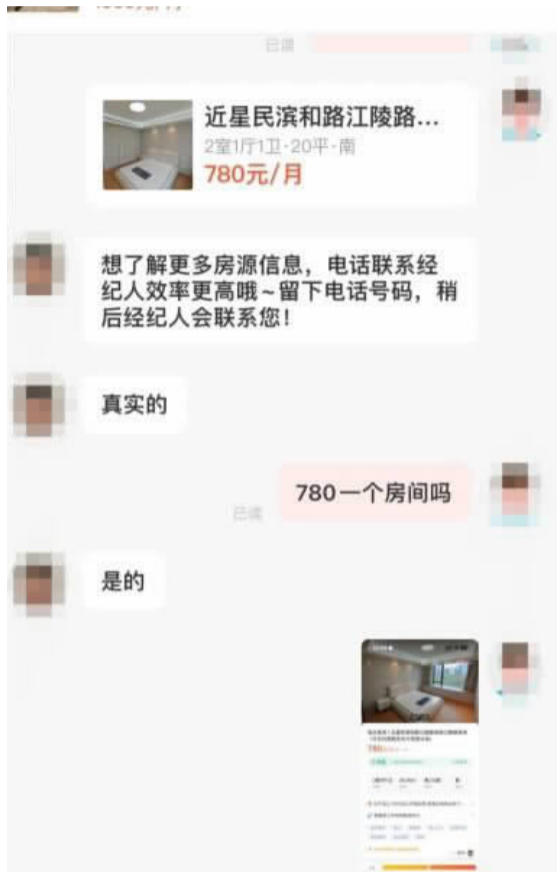 已读
近星民滨和路江陵路...
2室1厅1卫·20平·南
780元/月
想了解更多房源信息，电话联系经
纪人效率更高哦~留下电话号码，稍
后经纪人会联系您！
真实的
780一个房间吗
已读
是的
780